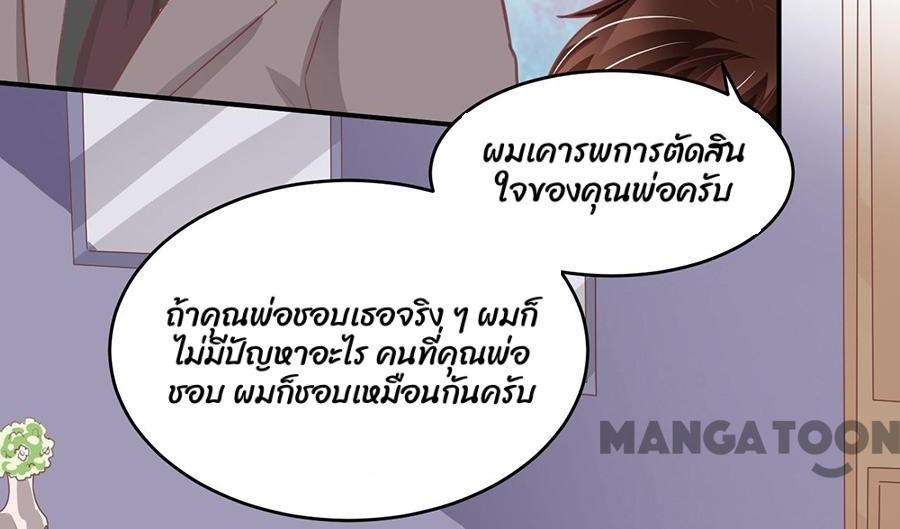 ผมเคารพการตัดสิน
ใจของคุณพ่อครับ
ถ้าคุณพ่อชอบเธอจริง ๆ ผมก็
ไม่มีปัญหาอะไร คนที่คุณพ่อ
ชอบ ผมก็ชอบเหมือนกันครับ
MANGATOON